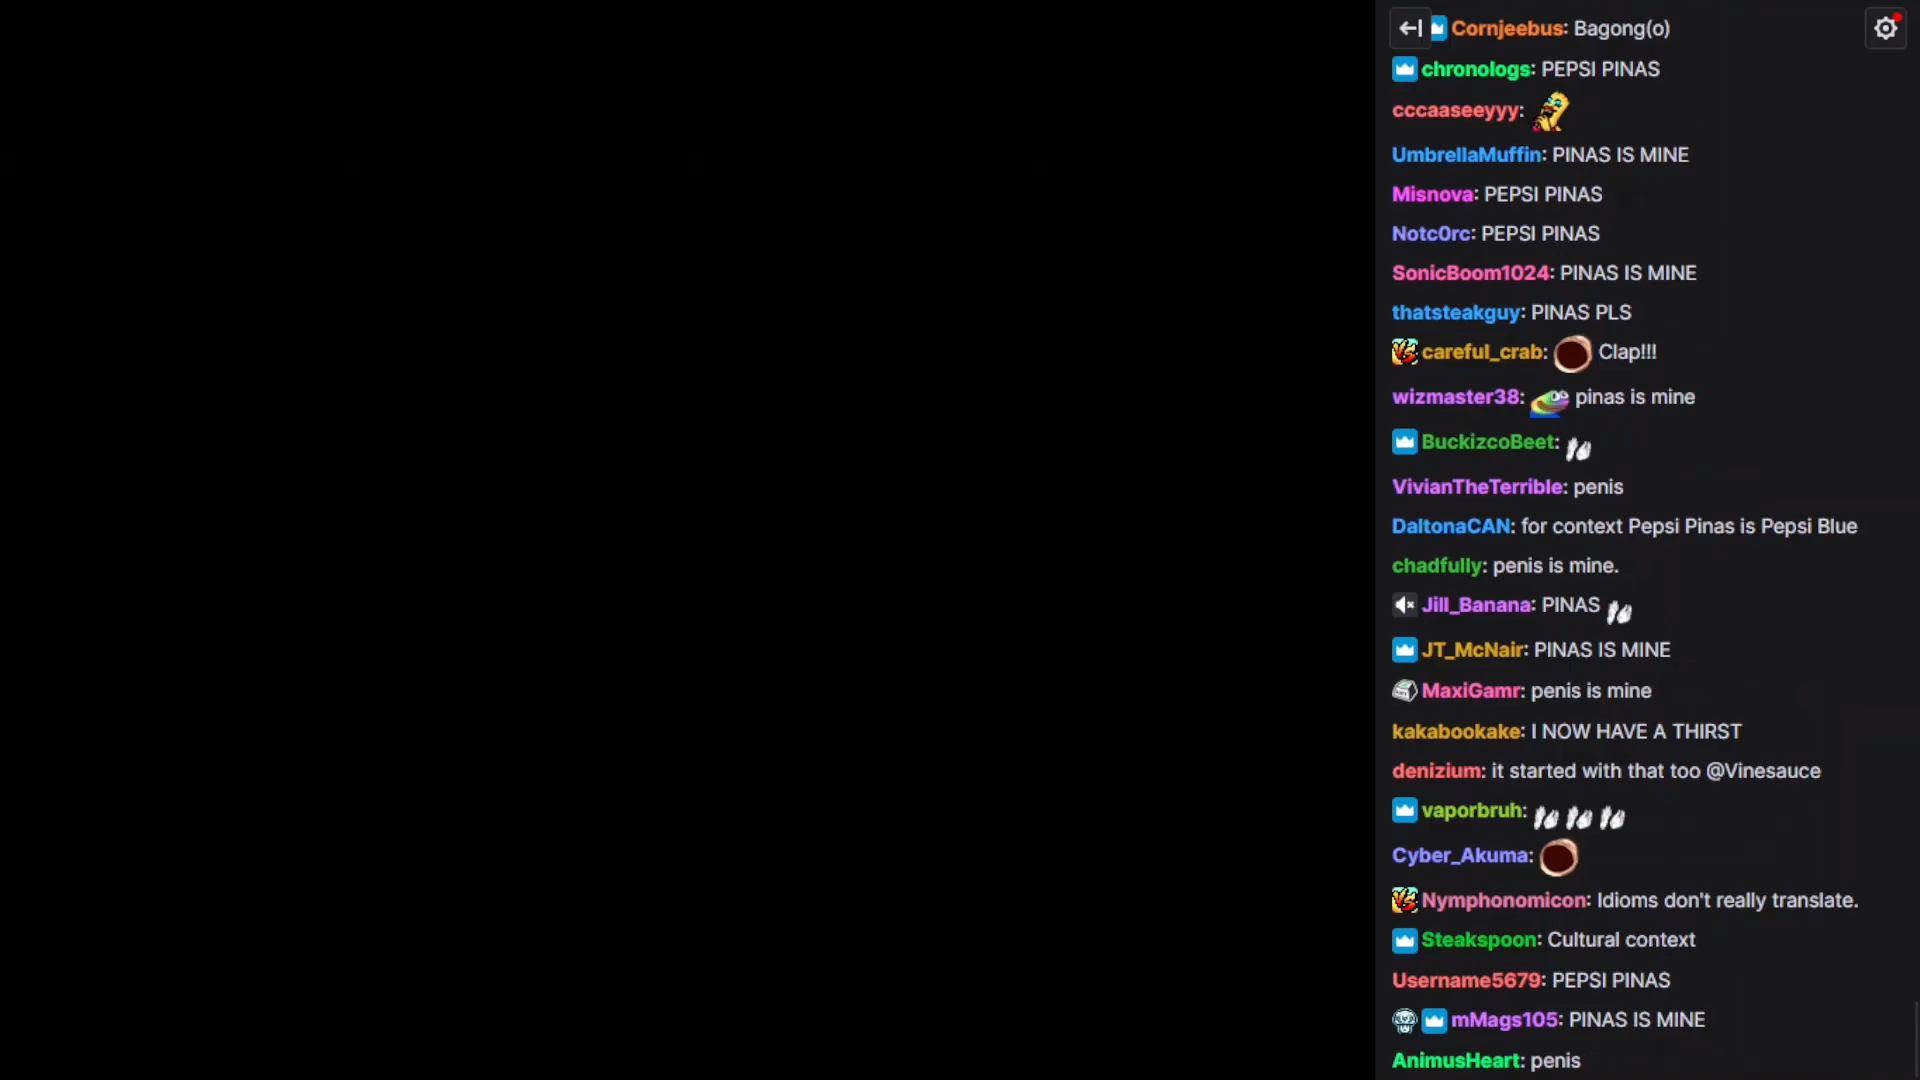 Cornjeebus: Bagong(o)
chronologs: PEPSI PINAS
cccaaseeyyy:
UmbrellaMuffin: PINAS IS MINE
Misnova: PEPSI PINAS
Notc0rc: PEPSI PINAS
SonicBoom1024: PINAS IS MINE
thatsteakguy: PINAS PLS
careful_crab: Clap!!!
wizmaster38: pinas is mine
BuckizcoBeet:
VivianTheTerrible: penis
DaltonaCAN: for context Pepsi Pinas is Pepsi Blue
chadfully: penis is mine.
Jill_Banana: PINAS
JT_McNair: PINAS IS MINE
MaxiGamr: penis is mine
kakabookake: I NOW HAVE A THIRST
denizium: it started with that too @Vinesauce
vaporbruh:
Cyber_Akuma:
Nymphonomicon: Idioms don't really translate.
Steakspoon: Cultural context
Username5679: PEPSI PINAS
mMags105: PINAS IS MINE
AnimusHeart: penis